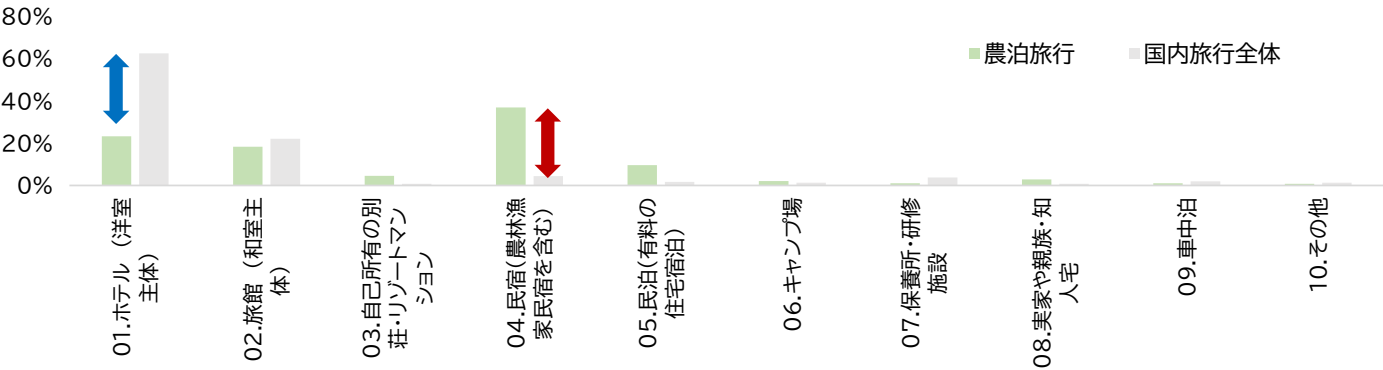 80%
60%
40%
20%
0%
農泊旅行
国内旅行全体
01.ホテル（洋室
主体）
02.旅館（和室主
体）
03.自己所有の別
荘・リゾートマン
ション
04.民宿（農林漁
家民宿を含む）
05.民泊（有料の
住宅宿泊）
06.キャンプ場
07.保養所・研修
施設
08.実家や親族・知
人宅
09.車中泊
10.その他